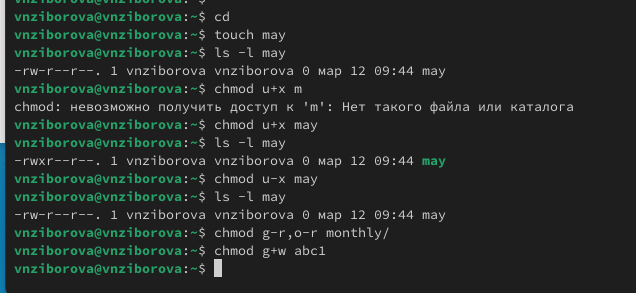 vnziborova@vnziborova:~$ cd
vnziborova@vnziborova:~$ touch may
vnziborova@vnziborova:~$ ls -l may
-rw-r--r--. 1 vnziborova vnziborova 0 мар 12 09:44 may
vnziborova@vnziborova:~$ chmod u+x m
chmod: невозможно получить доступ к 'm': Нет такого файла или каталога
vnziborova@vnziborova:~$ chmod u+x may
vnziborova@vnziborova:~$ ls -l may
-rwxr--r--. 1 vnziborova vnziborova 0 мар 12 09:44 may
vnziborova@vnziborova:~$ chmod u-x may
vnziborova@vnziborova:~$ ls -l may
-rw-r--r--. 1 vnziborova vnziborova 0 мар 12 09:44 may
vnziborova@vnziborova:~$ chmod g-r,o-r monthly/
vnziborova@vnziborova:~$ chmod g+w abc1
vnziborova@vnziborova:~$